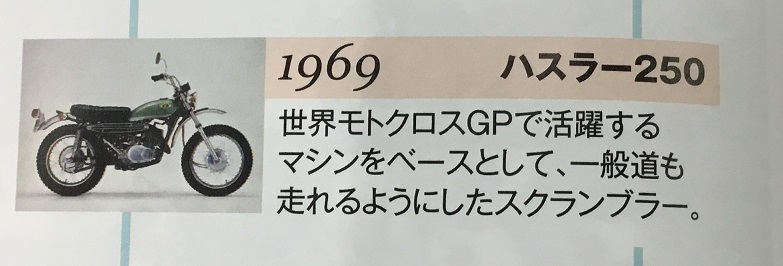 1969 ハスラー250
世界モトクロスGPで活躍する
マシンをベースとして、一般道も
走れるようにしたスクランブラー。